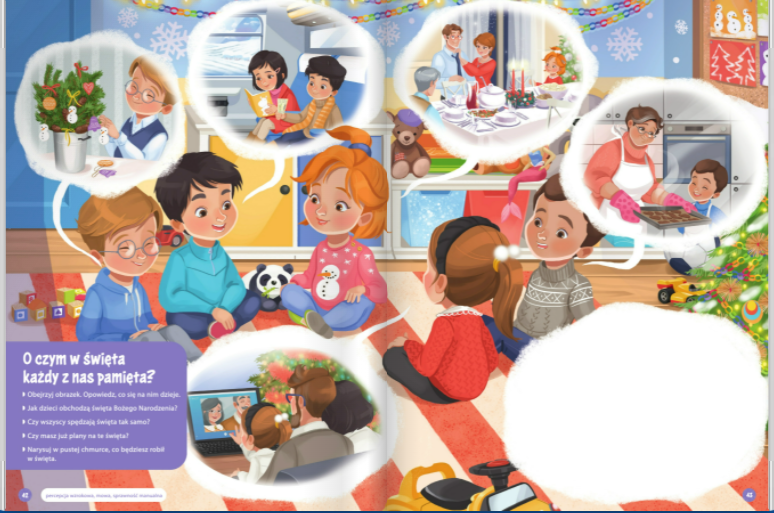 O czym w święta
każdy z nas pamięta?
Obejrzyj obrazek. Opowiedz, co się na nim dzieje.
Jak dzieci obchodzą święta Bożego Narodzenia?
Czy wszyscy spędzają święta tak samo?
Czy masz już plany na te święta?
Narysuj w pustej chmurce, co będziesz robił
w święta.
42
percepcja wzrokowa, mowa, sprawność manualna
43